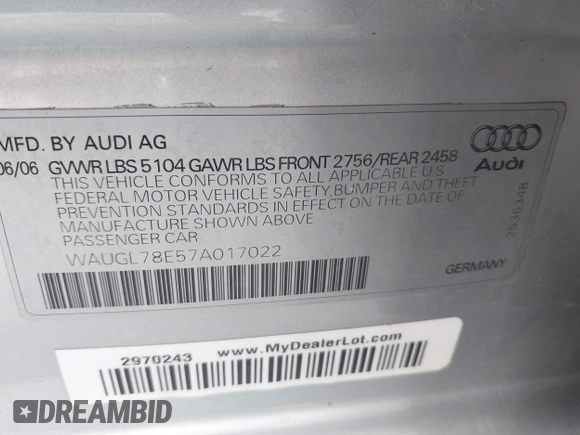 MFD. BY AUDI AG
06/06 GVWR LBS 5104 GAWR LBS FRONT 2756/REAR 2458
THIS VEHICLE CONFORMS TO ALL APPLICABLE U S
FEDERAL MOTOR VEHICLE SAFETY,BUMPER AND THEFT
PREVENTION STANDARDS IN EFFECT ON THE DATE OF
MANUFACTURE SHOWN ABOVE
PASSENGER CAR
WAUGL78E57A017022
Audi
GERMANY
2970243 www.MyDealerLot.com
DREAMBID